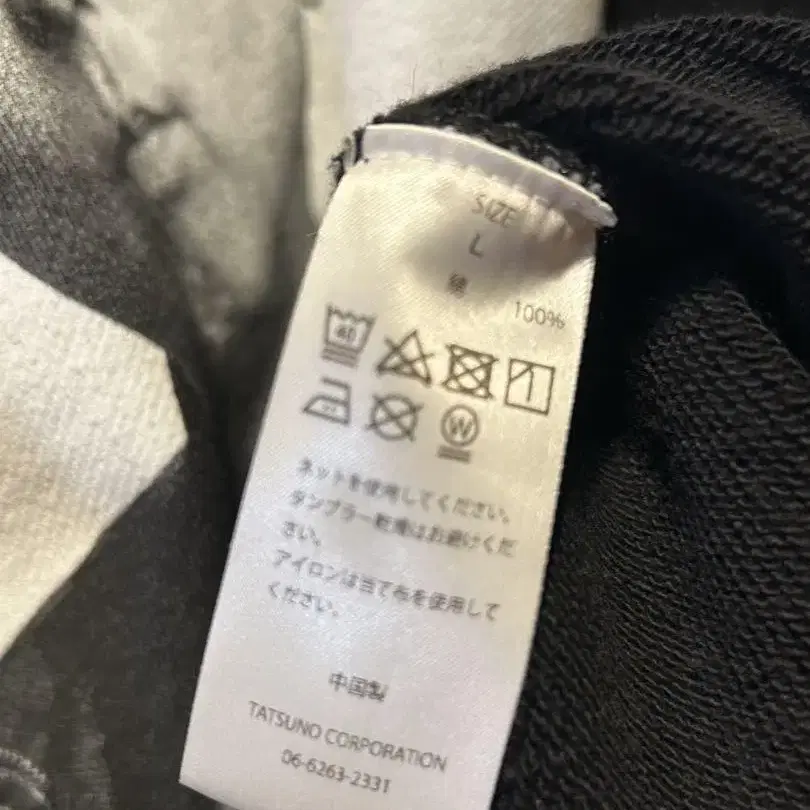 SIZE
L
綿 100%
40
W
ネットを使用してください。
タンブラー乾燥はお避けくだ
さい。
アイロンは当て布を使用して
ください。
中国製
TATSUNO CORPORATION
06-6263-2331